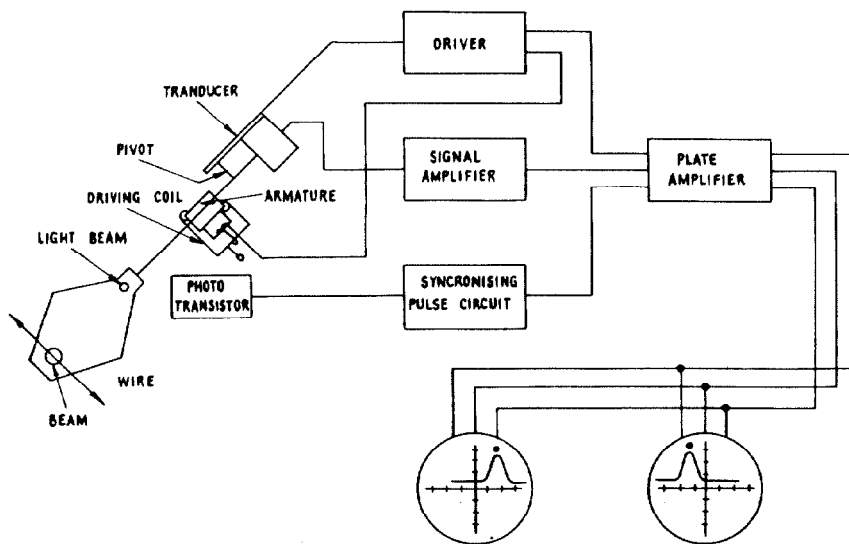 DRIVER
TRANDUCER
PIVOT
SIGNAL
AMPLIFIER
PLATE
AMPLIFIER
DRIVING COIL
ARMATURE
LIGHT BEAM
PHOTO
TRANSISTOR
SYNCRONISING
PULSE CIRCUIT
WIRE
BEAM